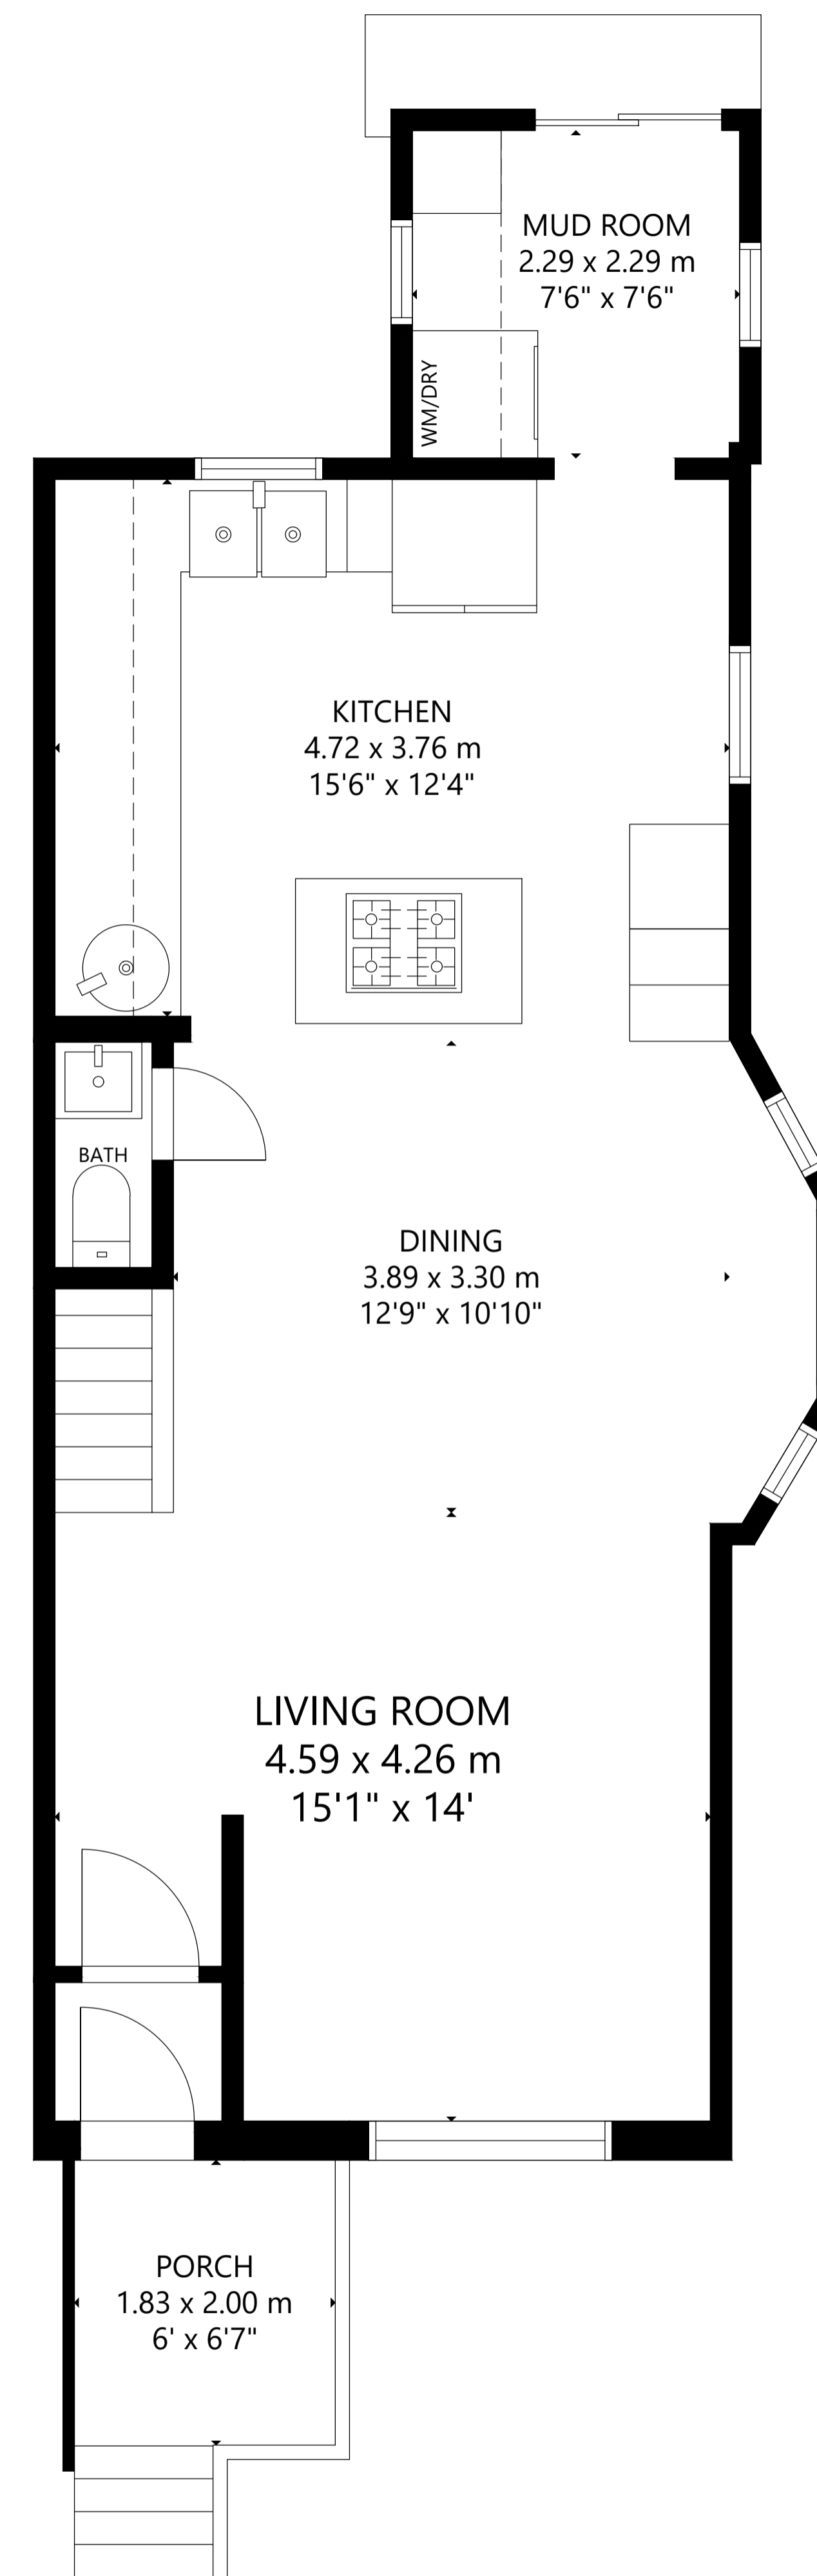 MUD ROOM
2.29 x 2.29 m
7'6" x 7'6"
WM/DRY
KITCHEN
4.72 x 3.76 m
15'6" x 12'4"
BATH
DINING
3.89 x 3.30 m
12'9" x 10'10"
LIVING ROOM
4.59 x 4.26 m
15'1" x 14'
PORCH
1.83 x 2.00 m
6' x 6'7"